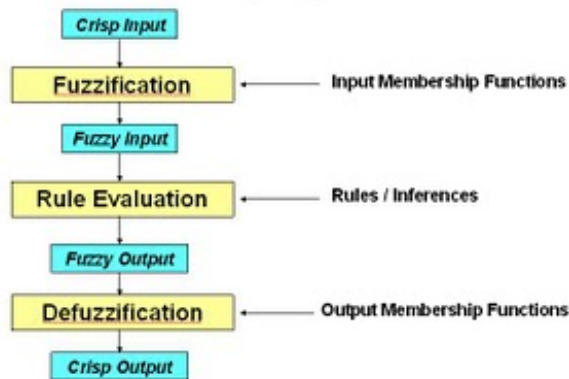 Crisp Input
Fuzzification
Input Membership Functions
Fuzzy Input
Rule Evaluation
Rules / Inferences
Fuzzy Output
Defuzzification
Output Membership Functions
Crisp Output